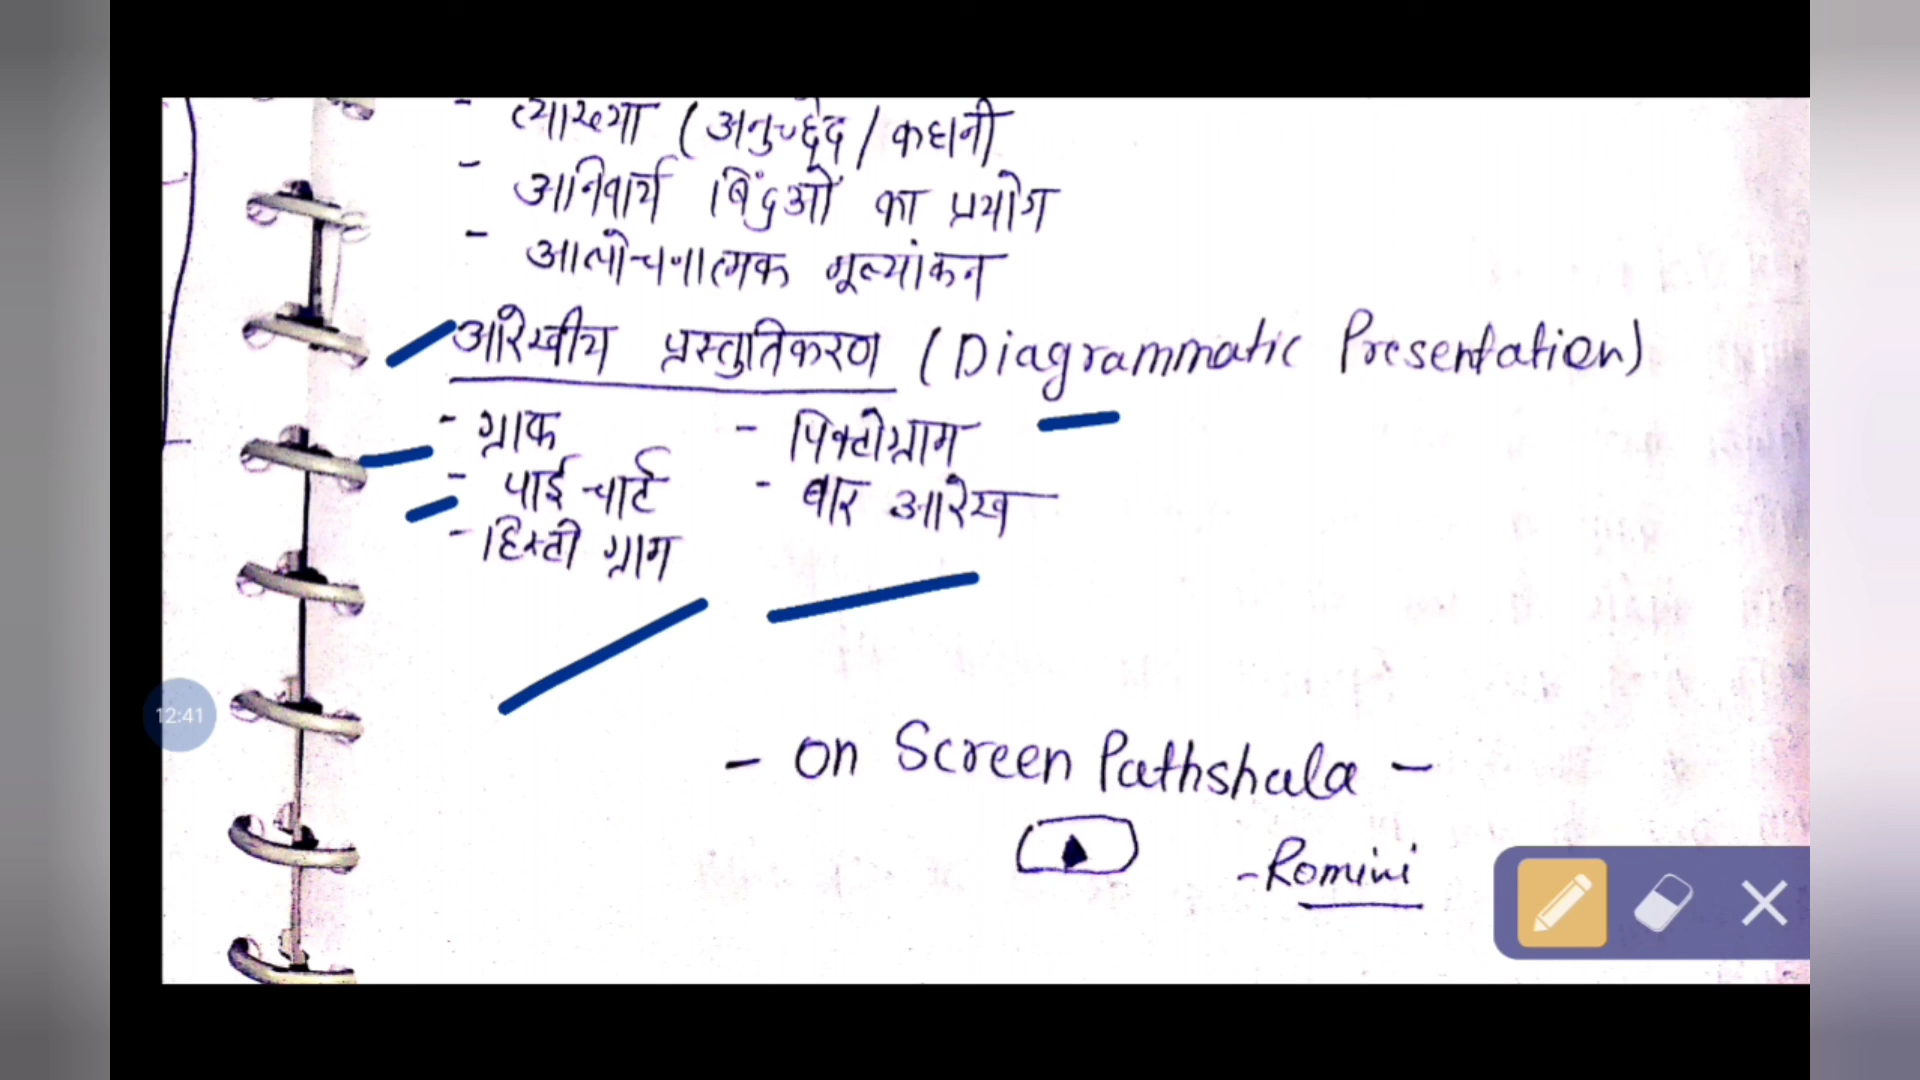 - व्याख्या (अनुच्छेद / कहानी
- अनिवार्य बिंदुओं का प्रयोग
- आलोचनात्मक मूल्यांकन
आरेखीय प्रस्तुतिकरण (Diagrammatic Presentation)
- ग्राफ - पिक्टोग्राम
- पाई चार्ट - बार आरेख
- हिस्टो ग्राम
- on Screen Pathshala -
- Romini
12:41